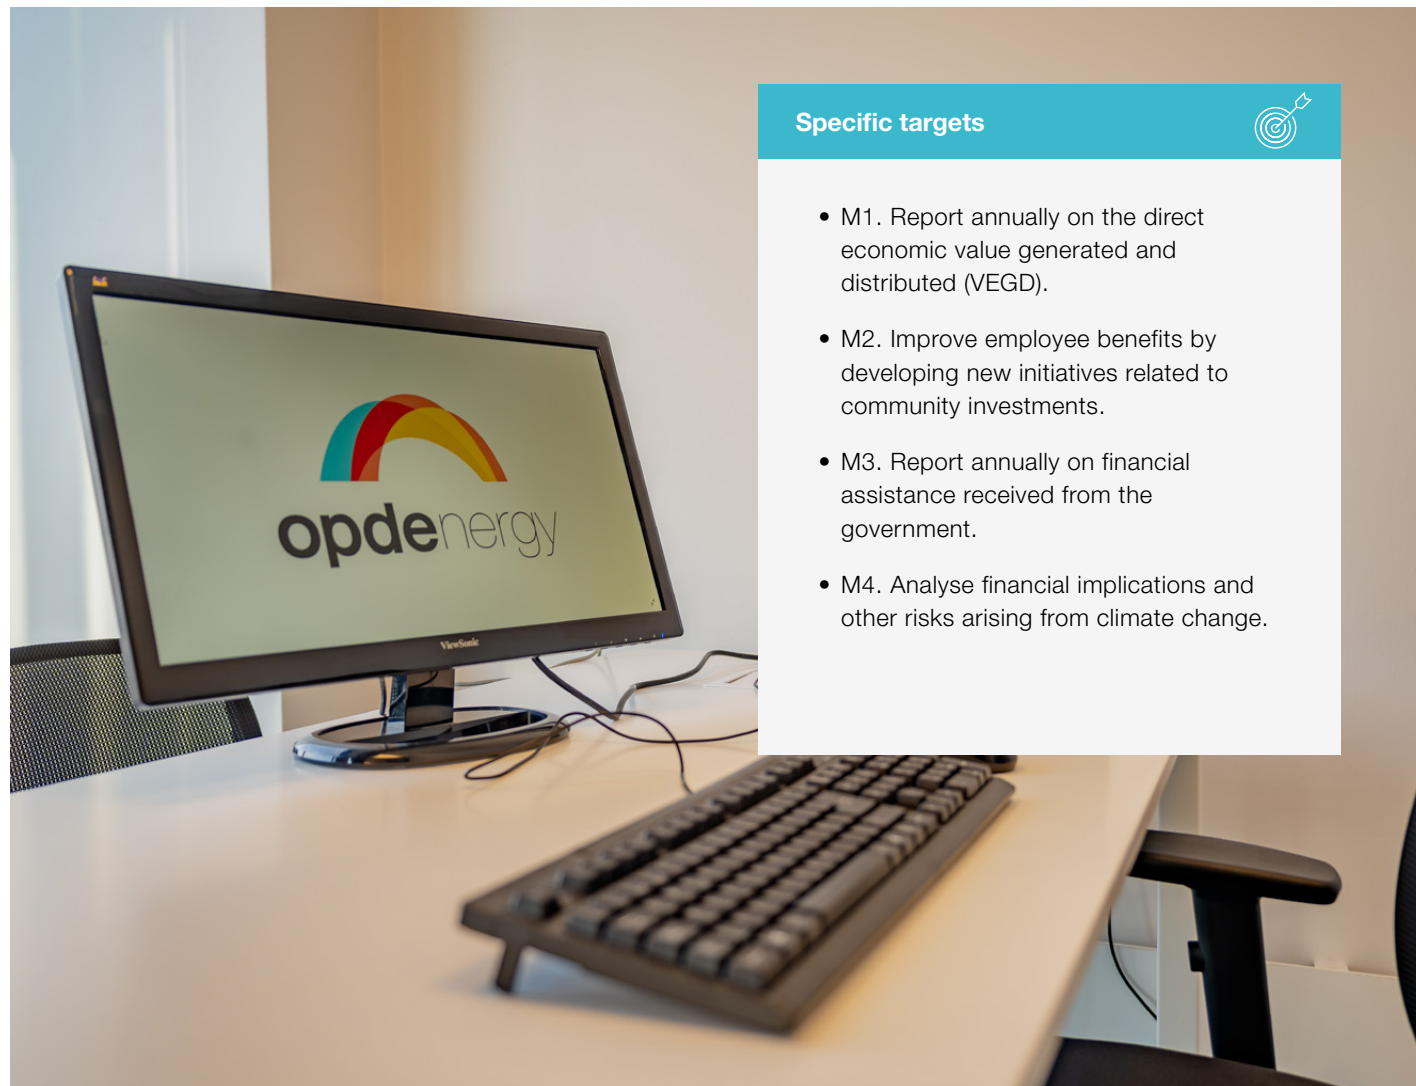 Specific targets
• M1. Report annually on the direct
economic value generated and
distributed (VEGD).
• M2. Improve employee benefits by
developing new initiatives related to
community investments.
• M3. Report annually on financial
assistance received from the
government.
• M4. Analyse financial implications and
other risks arising from climate change.
opdenergy
ViewSonic